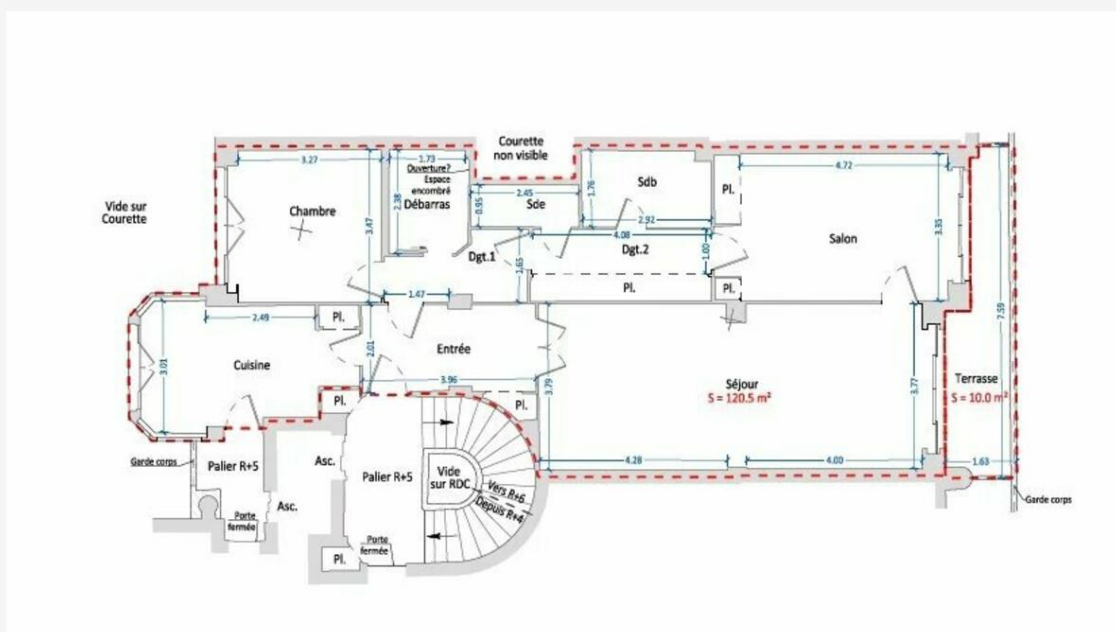 Courette
non visible
3.27
1.73
Ouverture?
Espace
encombré
Débarras
2.38
3.47
Chambre
Vide sur
Courette
2.45
0.95
Sde
1.76
Sdb
2.92
Pl.
4.72
Salon
3.35
4.08
Dgt.1
1.65
Dgt.2
1.00
Pl.
Pl.
1.47
2.49
Pl.
3.01
Cuisine
2.01
Entrée
3.96
3.79
Séjour
S = 120.5 m²
3.77
Terrasse
S = 10.0 m²
7.59
Pl.
Pl.
4.28
4.00
1.63
Garde corps
Garde corps
Palier R+5
Asc.
Palier R+5
Vide
sur RDC
Vers R+6
Depuis R+4
Asc.
Porte
fermée
Porte
fermée
Pl.